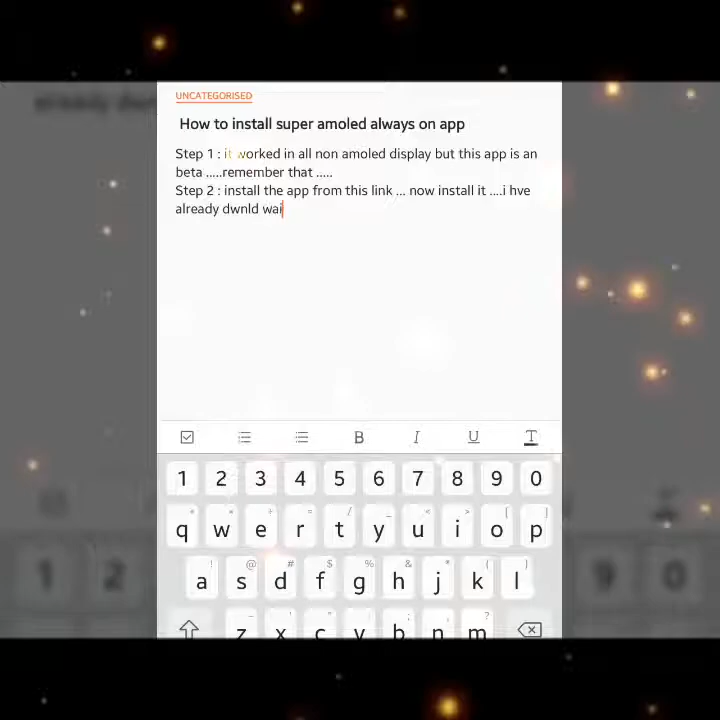 UNCATEGORISED
How to install super amoled always on app
Step 1 : it worked in all non amoled display but this app is an
beta .....remember that .....
Step 2 : install the app from this link ... now install it ....i hve
already dwnld wai
B I U T
1 2 3 4 5 6 7 8 9 0
q w e r t y u i o p
a s d f g h j k l
z x c v b n m